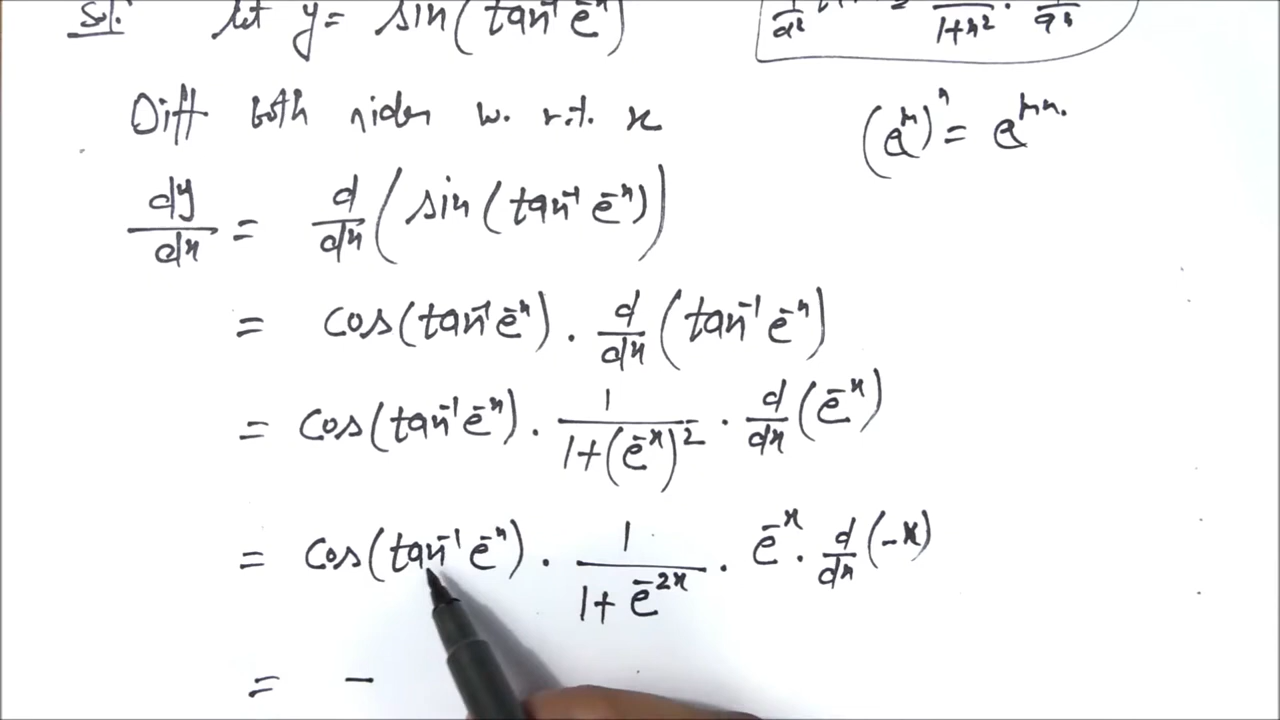 Sol: let y = sin(tan⁻¹ e⁻ˣ)
Diff both sides w. r. t. x
(aᵐ)ⁿ = aᵐⁿ.
dy/dx = d/dx (sin(tan⁻¹ e⁻ˣ))
= cos(tan⁻¹ e⁻ˣ) . d/dx (tan⁻¹ e⁻ˣ)
= cos(tan⁻¹ e⁻ˣ) . 1/(1+(e⁻ˣ)²) . d/dx (e⁻ˣ)
= cos(tan⁻¹ e⁻ˣ) . 1/(1+e⁻²ˣ) . e⁻ˣ . d/dx (-x)
= -